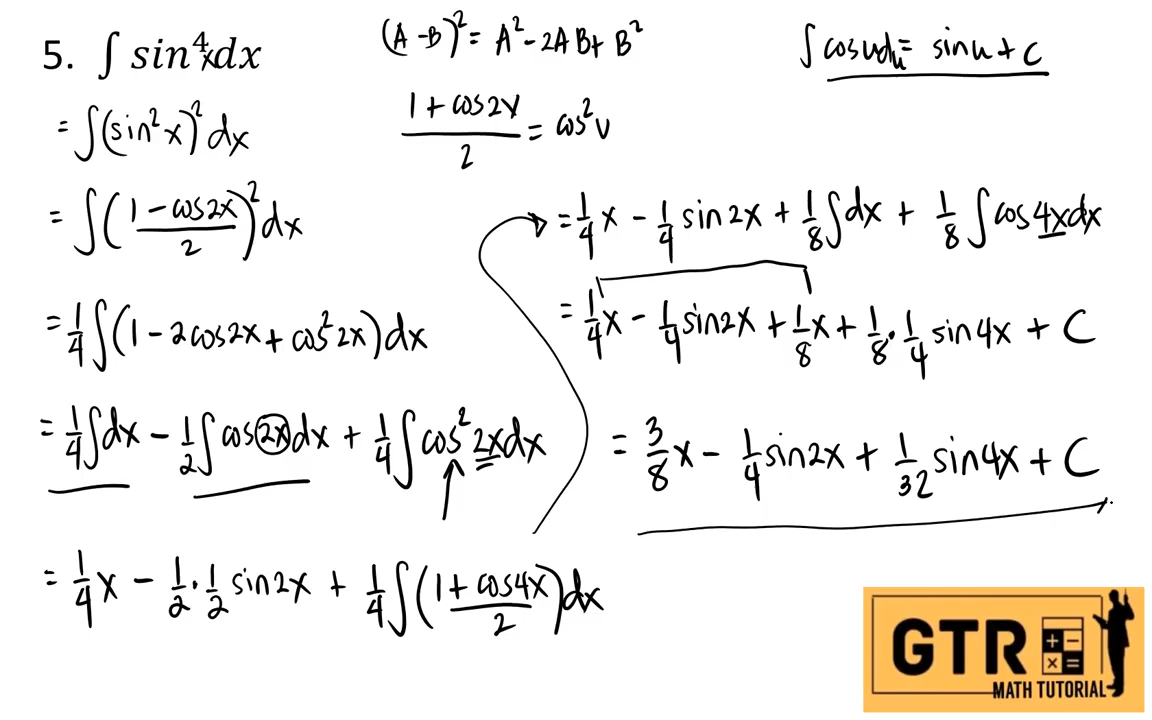 5. ∫ sin⁴x dx
(A - B)² = A² - 2AB + B²
∫ cos u du = sin u + C
= ∫ (sin² x)² dx
(1 + cos 2v)/2 = cos² v
= ∫ ((1 - cos 2x)/2)² dx
= 1/4 ∫ (1 - 2cos 2x + cos² 2x) dx
= 1/4 ∫ dx - 1/2 ∫ cos 2x dx + 1/4 ∫ cos² 2x dx
= 1/4 x - 1/2 · 1/2 sin 2x + 1/4 ∫ ((1 + cos 4x)/2) dx
= 1/4 x - 1/4 sin 2x + 1/8 ∫ dx + 1/8 ∫ cos 4x dx
= 1/4 x - 1/4 sin 2x + 1/8 x + 1/8 · 1/4 sin 4x + C
= 3/8 x - 1/4 sin 2x + 1/32 sin 4x + C
GTR
MATH TUTORIAL